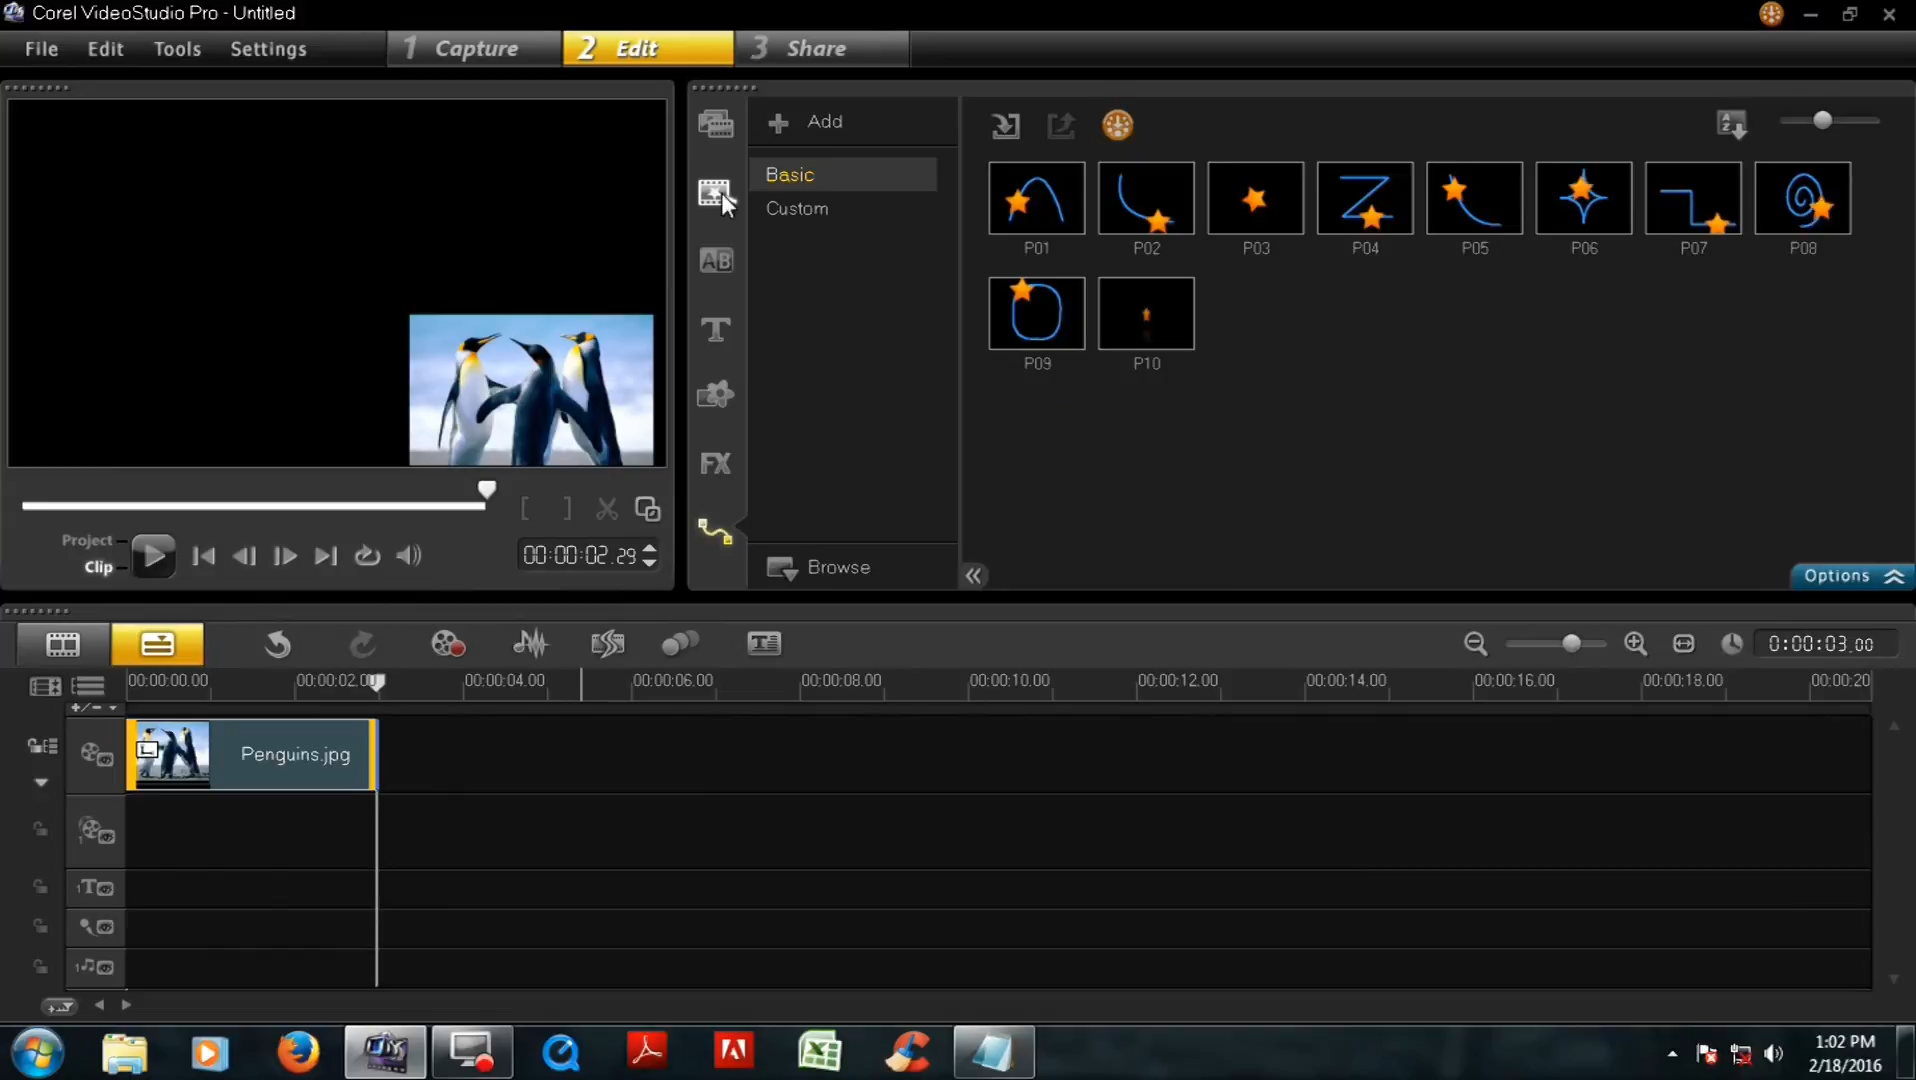 Corel VideoStudio Pro - Untitled
File Edit Tools Settings 1 Capture 2 Edit 3 Share
Add
Basic
Custom
P01 P02 P03 P04 P05 P06 P07 P08
P09 P10
AB
T
FX
Project
Clip
[ ]
00:00:02.29
Browse
Options
0:00:03.00
00:00:00.00 00:00:02.00 00:00:04.00 00:00:06.00 00:00:08.00 00:00:10.00 00:00:12.00 00:00:14.00 00:00:16.00 00:00:18.00 00:00:20
+/-
Penguins.jpg
1
1T
1
1:02 PM
2/18/2016